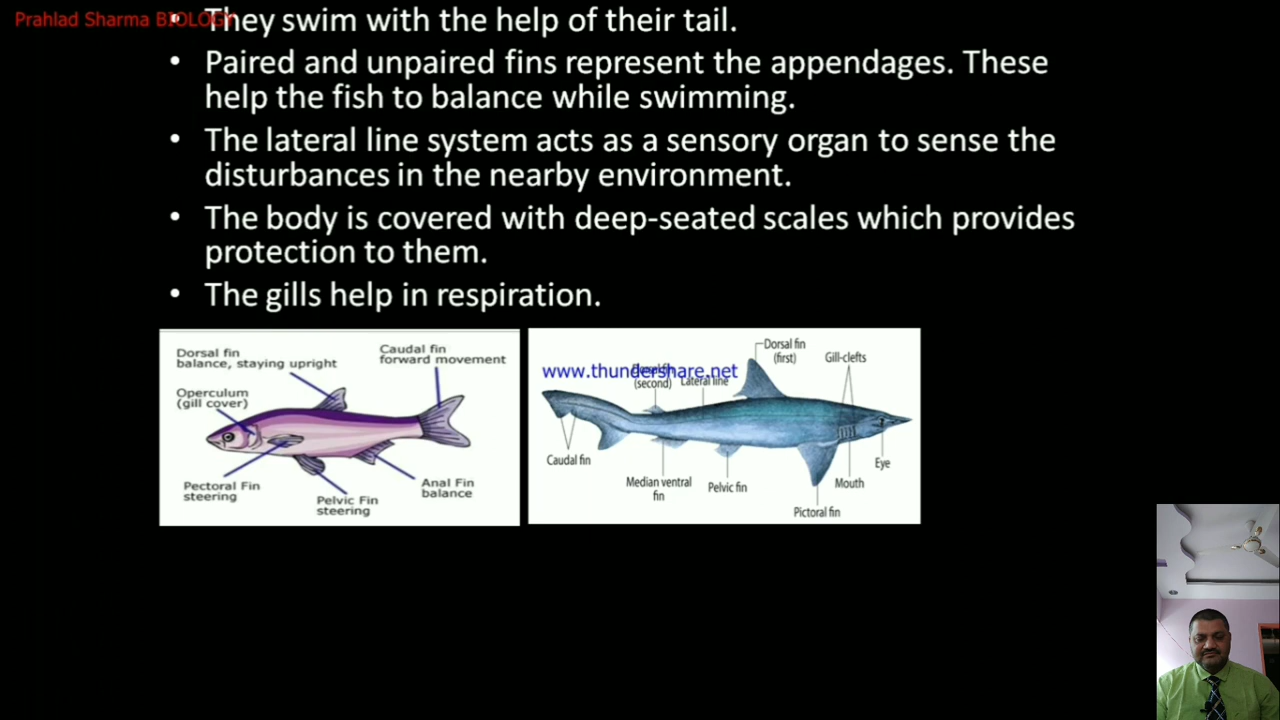 Prahlad Sharma BIOLOGY
• They swim with the help of their tail.
• Paired and unpaired fins represent the appendages. These
help the fish to balance while swimming.
• The lateral line system acts as a sensory organ to sense the
disturbances in the nearby environment.
• The body is covered with deep-seated scales which provides
protection to them.
• The gills help in respiration.
Dorsal fin
balance, staying upright
Caudal fin
forward movement
Operculum
(gill cover)
Pectoral Fin
steering
Pelvic Fin
steering
Anal Fin
balance
www.thundershare.net
Dorsal fin
(first)
Gill-clefts
(second)
Lateral line
Caudal fin
Median ventral
fin
Pelvic fin
Pictoral fin
Mouth
Eye